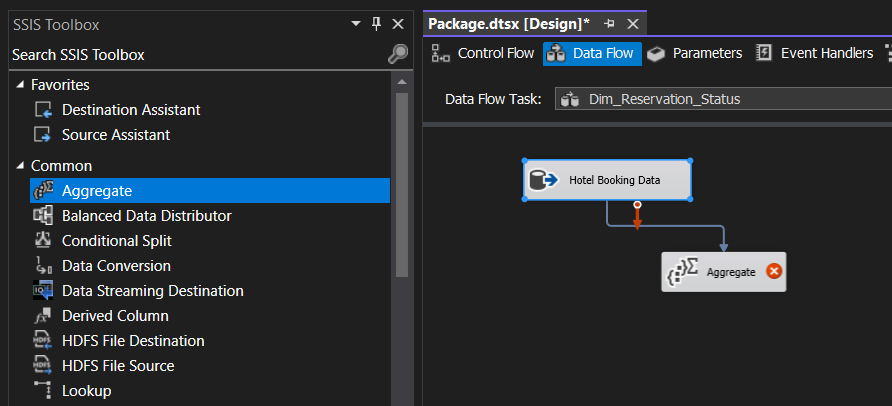 SSIS Toolbox
Search SSIS Toolbox
Favorites
Destination Assistant
Source Assistant
Common
Aggregate
Balanced Data Distributor
Conditional Split
Data Conversion
Data Streaming Destination
Derived Column
HDFS File Destination
HDFS File Source
Lookup
Package.dtsx [Design]*
Control Flow
Data Flow
Parameters
Event Handlers
Data Flow Task:
Dim_Reservation_Status
Hotel Booking Data
Aggregate